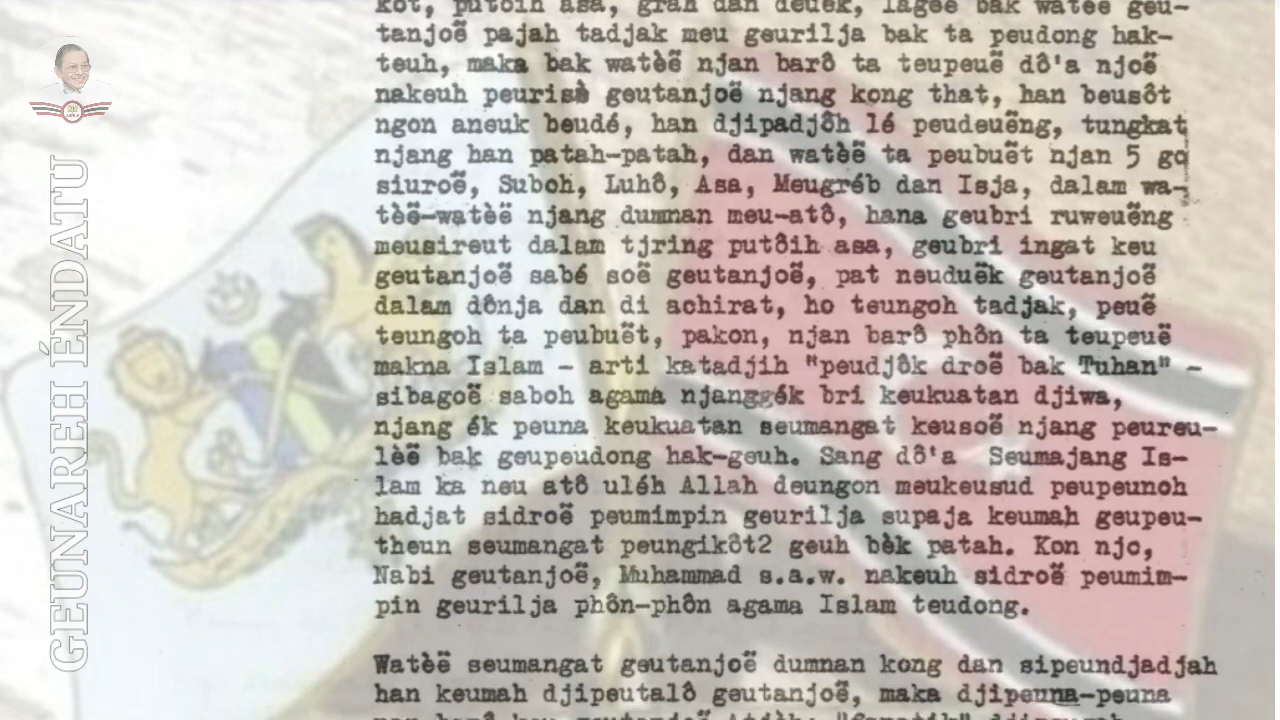 kōt, putōih asa, grah dan deuek, lagèë bak watèë geu-
tanjoë pajah tadjak meu geurilja bak ta peudong hak-
teuh, maka bak watèë njan barô ta teupeuë dô'a njoë
nakeuh peurisè geutanjoë njang kong that, han beusôt
ngon aneuk beudé, han djipadjôh lé peudeuëng, tungkat
njang han patah-patah, dan watèë ta peubuët njan 5 go
siuroë, Suboh, Luhô, Asa, Meugréb dan Isja, dalam wa-
tèë-watèë njang dumnan meu-atô, hana geubri ruweuëng
meusireut dalam tjring putôih asa, geubri ingat keu
geutanjoë sabé soë geutanjoë, pat neuduëk geutanjoë
dalam dônja dan di achirat, ho teungoh tadjak, peuë
teungoh ta peubuët, pakon, njan barô phôn ta teupeuë
makna Islam - arti katadjih "peudjôk droë bak Tuhan" -
sibagoë saboh agama njanggék bri keukuatan djiwa,
njang ék peuna keukuatan seumangat keusoë njang peureu-
lèë bak geupeudong hak-geuh. Sang dô'a Seumajang Is-
lam ka neu atô uléh Allah deungon meukeusud peupeunoh
hadjat sidroë peumimpin geurilja supaja keumah geupeu-
theun seumangat peungikôt2 geuh bèk patah. Kon njo,
Nabi geutanjoë, Muhammad s.a.w. nakeuh sidroë peumim-
pin geurilja phôn-phôn agama Islam teudong.
Watèë seumangat geutanjoë dumnan kong dan sipeundjadjah
han keumah djipeutalô geutanjoë, maka djipeuna-peuna
GEUNAREH ÉNDATU